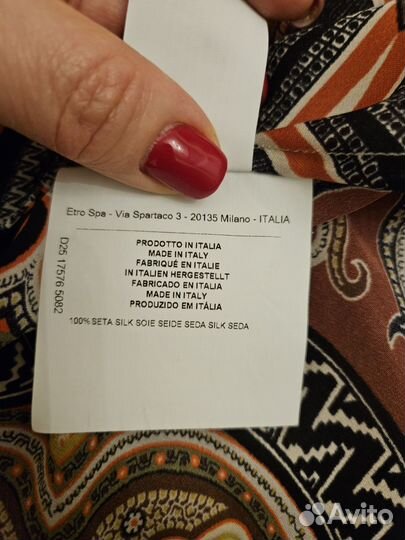 Etro Spa - Via Spartaco 3 - 20135 Milano - ITALIA
PRODOTTO IN ITALIA
MADE IN ITALY
FABRIQUÉ EN ITALIE
IN ITALIEN HERGESTELLT
FABRICADO EN ITALIA
MADE IN ITALY
PRODUZIDO EM ITÁLIA
100% SETA SILK SOIE SEIDE SEDA SILK SEDA
D25 17576 5082
Avito